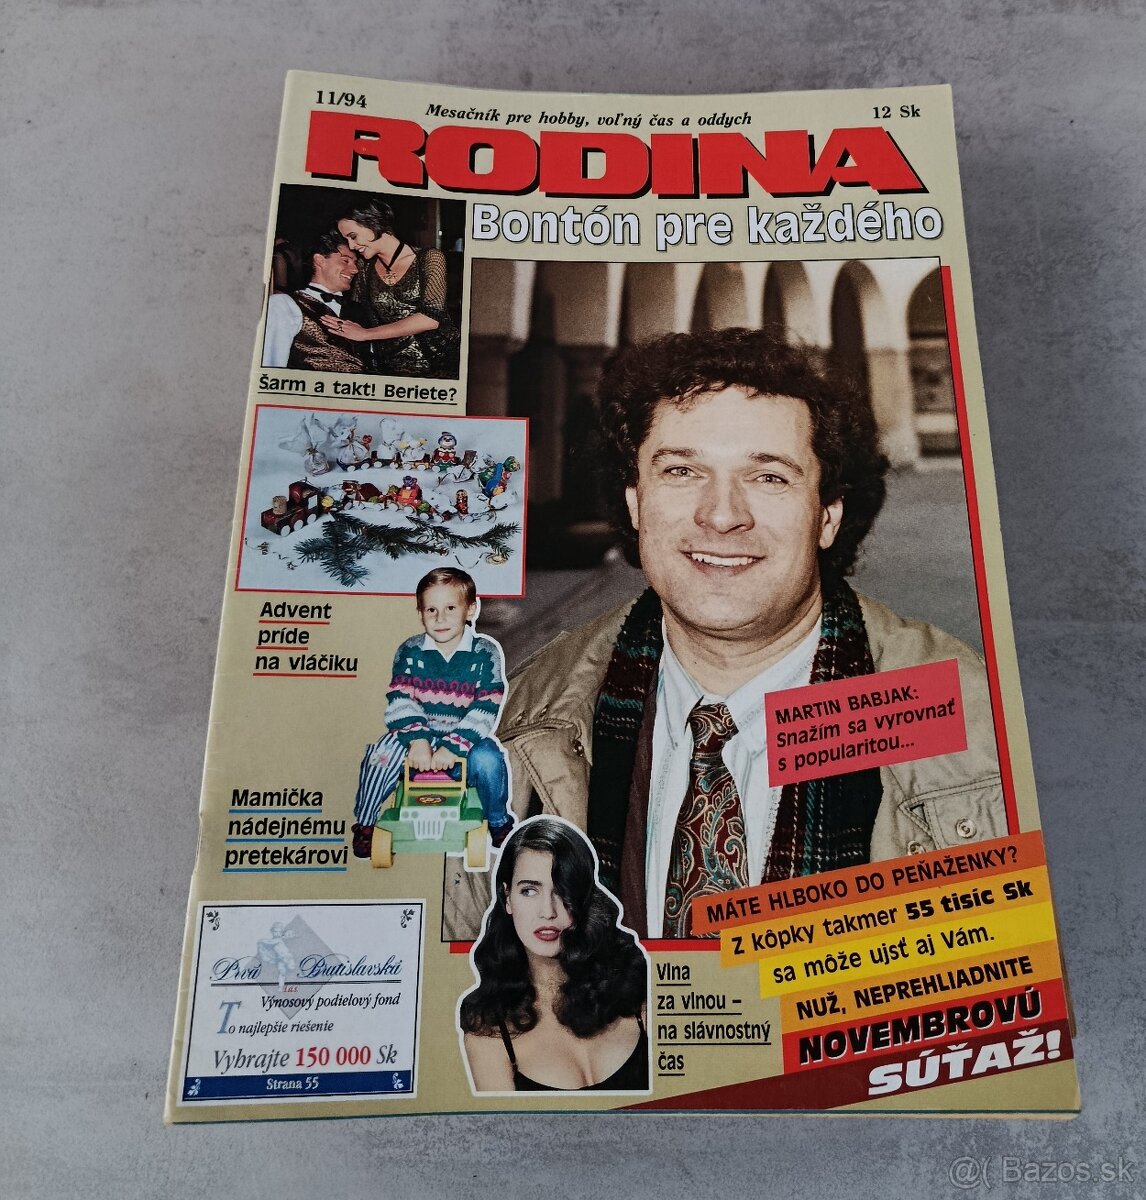 11/94
Mesačník pre hobby, voľný čas a oddych
12 Sk
RODINA
Bontón pre každého
Šarm a takt! Beriete?
Advent
príde
na vláčiku
MARTIN BABJAK:
Snažím sa vyrovnať
s popularitou...
Mamička
nádejnému
pretekárovi
MÁTE HLBOKO DO PEŇAŽENKY?
Z kôpky takmer 55 tisíc Sk
sa môže ujsť aj Vám.
NUŽ, NEPREHLIADNITE
NOVEMBROVÚ
SÚŤAŽ!
Vlna
za vlnou –
na slávnostný
čas
Prvá Bratislavská
i.a.s.
Výnosový podielový fond
To najlepšie riešenie
Vyhrajte 150 000 Sk
Strana 55
@( Bazos.sk